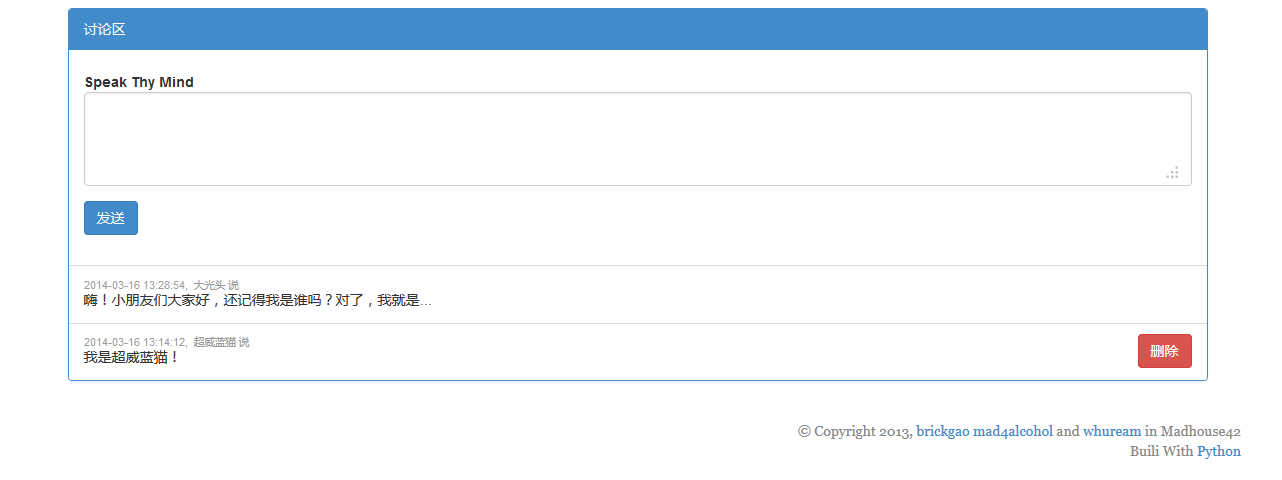 讨论区
Speak Thy Mind
发送
2014-03-16 13:28:54, 大光头 说
嗨！小朋友们大家好，还记得我是谁吗？对了，我就是...
2014-03-16 13:14:12, 超威蓝猫 说
我是超威蓝猫！
删除
© Copyright 2013, brickgao mad4alcohol and whuream in Madhouse42
Buili With Python